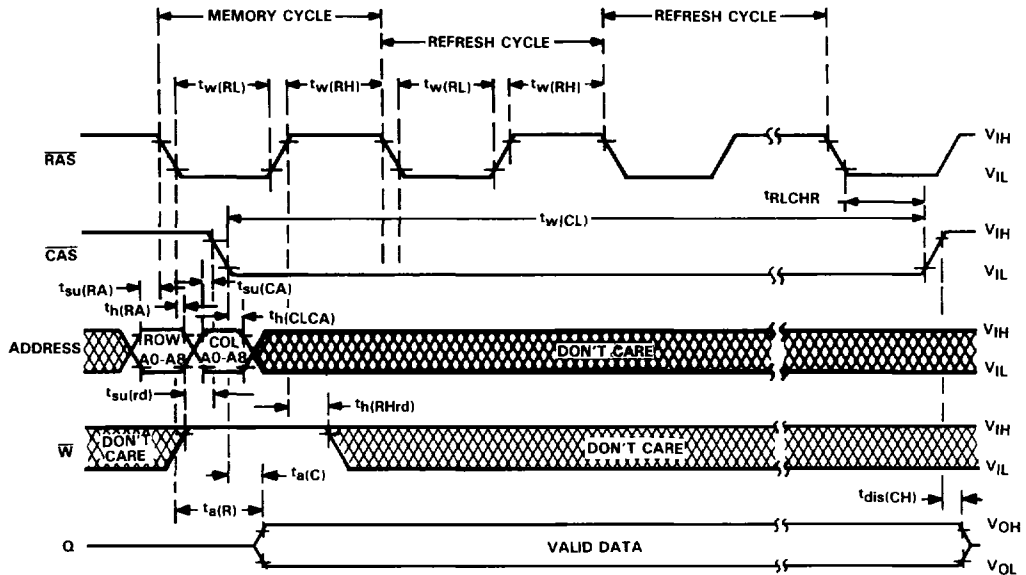 MEMORY CYCLE
REFRESH CYCLE
REFRESH CYCLE
tw(RL)
tw(RH)
tw(RL)
tw(RH)
RAS
VIH
VIL
tRLCHR
tw(CL)
CAS
VIH
VIL
tsu(RA)
tsu(CA)
th(RA)
th(CLCA)
ADDRESS
ROW
A0-A8
COL
A0-A8
DON'T CARE
VIH
VIL
tsu(rd)
th(RHrd)
W
DON'T
CARE
DON'T CARE
VIH
VIL
ta(C)
ta(R)
tdis(CH)
Q
VALID DATA
VOH
VOL